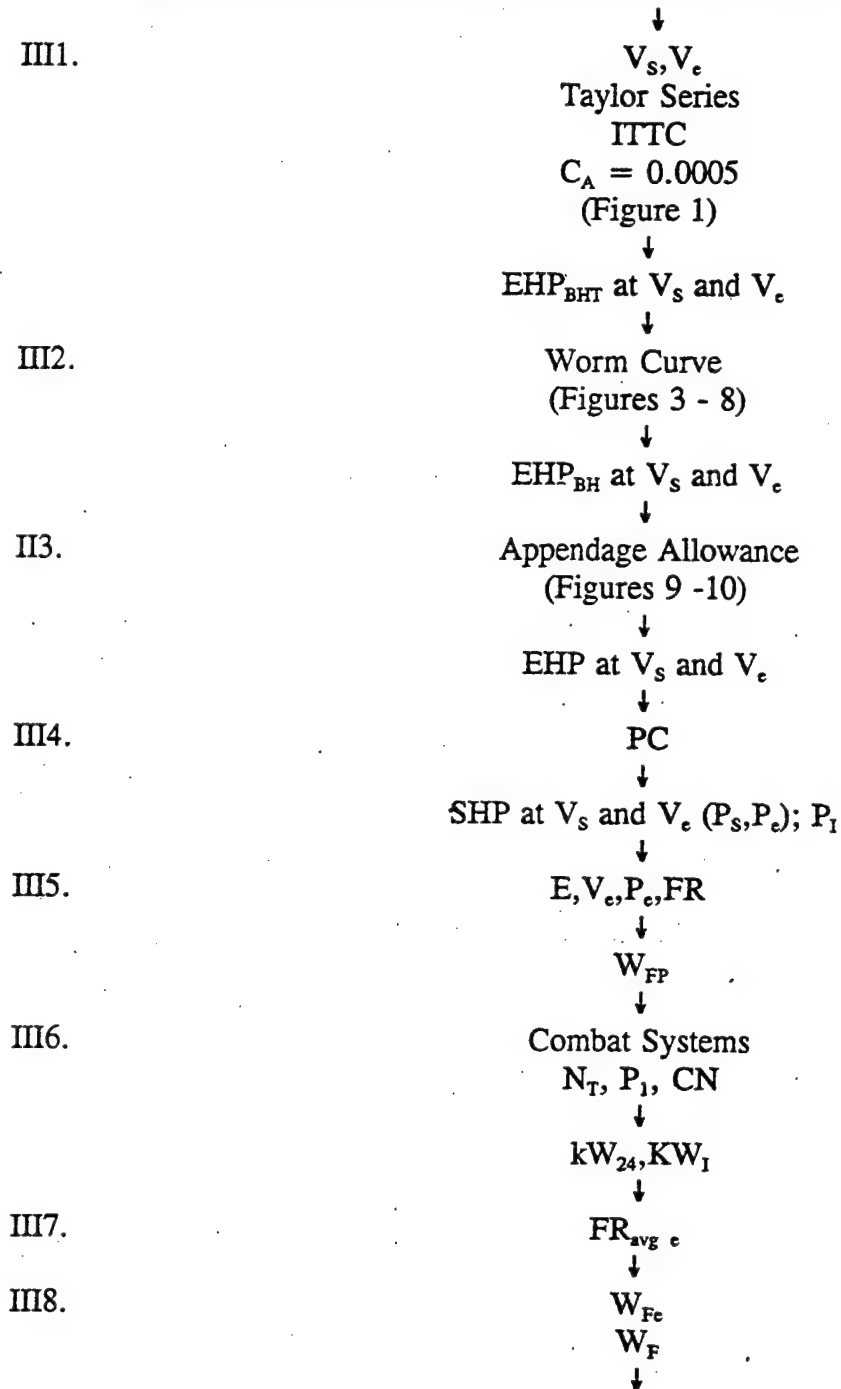 ↓
III1. V_S,V_e
Taylor Series
ITTC
C_A = 0.0005
(Figure 1)
↓
EHP_BHT at V_S and V_e
↓
III2. Worm Curve
(Figures 3 - 8)
↓
EHP_BH at V_S and V_e
↓
II3. Appendage Allowance
(Figures 9 -10)
↓
EHP at V_S and V_e
↓
III4. PC
↓
SHP at V_S and V_e (P_S,P_e); P_I
↓
III5. E,V_e,P_e,FR
↓
W_FP
↓
III6. Combat Systems
N_T, P_1, CN
↓
kW_24,KW_I
↓
III7. FR_avg e
↓
III8. W_Fe
W_F
↓